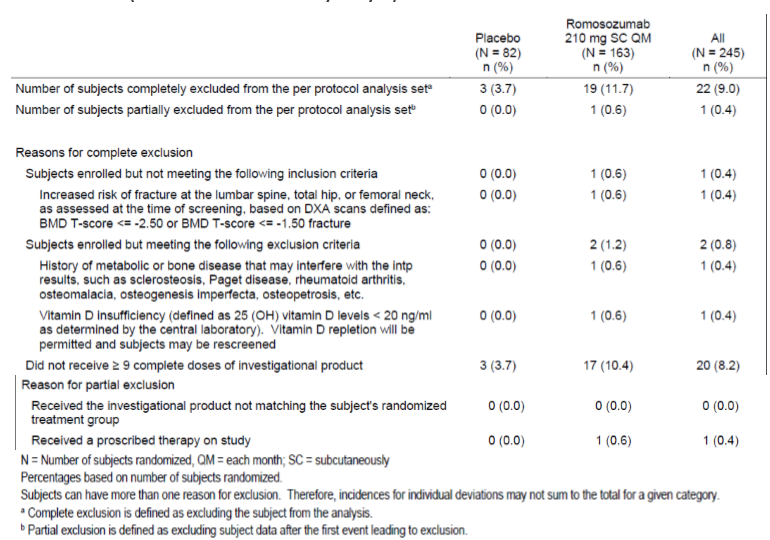 Placebo
(N = 82)
n (%)
Romosozumab
210 mg SC QM
(N = 163)
n (%)
All
(N = 245)
n (%)
Number of subjects completely excluded from the per protocol analysis setᵃ 3 (3.7) 19 (11.7) 22 (9.0)
Number of subjects partially excluded from the per protocol analysis setᵇ 0 (0.0) 1 (0.6) 1 (0.4)
Reasons for complete exclusion
Subjects enrolled but not meeting the following inclusion criteria 0 (0.0) 1 (0.6) 1 (0.4)
Increased risk of fracture at the lumbar spine, total hip, or femoral neck, 0 (0.0) 1 (0.6) 1 (0.4)
as assessed at the time of screening, based on DXA scans defined as:
BMD T-score <= -2.50 or BMD T-score <= -1.50 fracture
Subjects enrolled but meeting the following exclusion criteria 0 (0.0) 2 (1.2) 2 (0.8)
History of metabolic or bone disease that may interfere with the intp 0 (0.0) 1 (0.6) 1 (0.4)
results, such as sclerosteosis, Paget disease, rheumatoid arthritis,
osteomalacia, osteogenesis imperfecta, osteopetrosis, etc.
Vitamin D insufficiency (defined as 25 (OH) vitamin D levels < 20 ng/ml 0 (0.0) 1 (0.6) 1 (0.4)
as determined by the central laboratory). Vitamin D repletion will be
permitted and subjects may be rescreened
Did not receive ≥ 9 complete doses of investigational product 3 (3.7) 17 (10.4) 20 (8.2)
Reason for partial exclusion
Received the investigational product not matching the subject's randomized 0 (0.0) 0 (0.0) 0 (0.0)
treatment group
Received a proscribed therapy on study 0 (0.0) 1 (0.6) 1 (0.4)
N = Number of subjects randomized, QM = each month; SC = subcutaneously
Percentages based on number of subjects randomized.
Subjects can have more than one reason for exclusion. Therefore, incidences for individual deviations may not sum to the total for a given category.
ᵃ Complete exclusion is defined as excluding the subject from the analysis.
ᵇ Partial exclusion is defined as excluding subject data after the first event leading to exclusion.